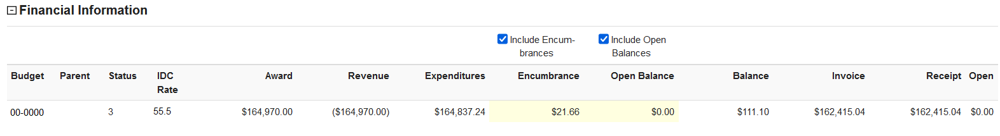 Financial Information
Include Encum-
brances
Include Open
Balances
Budget Parent Status IDC Rate Award Revenue Expenditures Encumbrance Open Balance Balance Invoice Receipt Open
00-0000 3 55.5 $164,970.00 ($164,970.00) $164,837.24 $21.66 $0.00 $111.10 $162,415.04 $162,415.04 $0.00